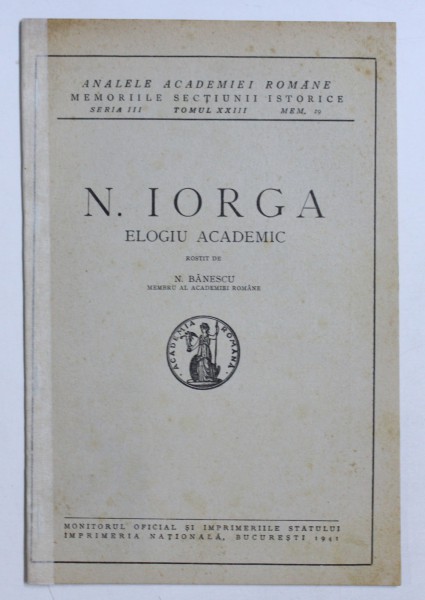 ANALELE ACADEMIEI ROMÂNE
MEMORIILE SECȚIUNII ISTORICE
SERIA III TOMUL XXIII MEM.
N. IORGA
ELOGIU ACADEMIC
ROSTIT DE
N. BĂNESCU
MEMBRU AL ACADEMIEI ROMÂNE
ACADEMIA ROMANA
MONITORUL OFICIAL ȘI IMPRIMERIILE STATULUI
IMPRIMERIA NAȚIONALĂ, BUCUREȘTI 1941